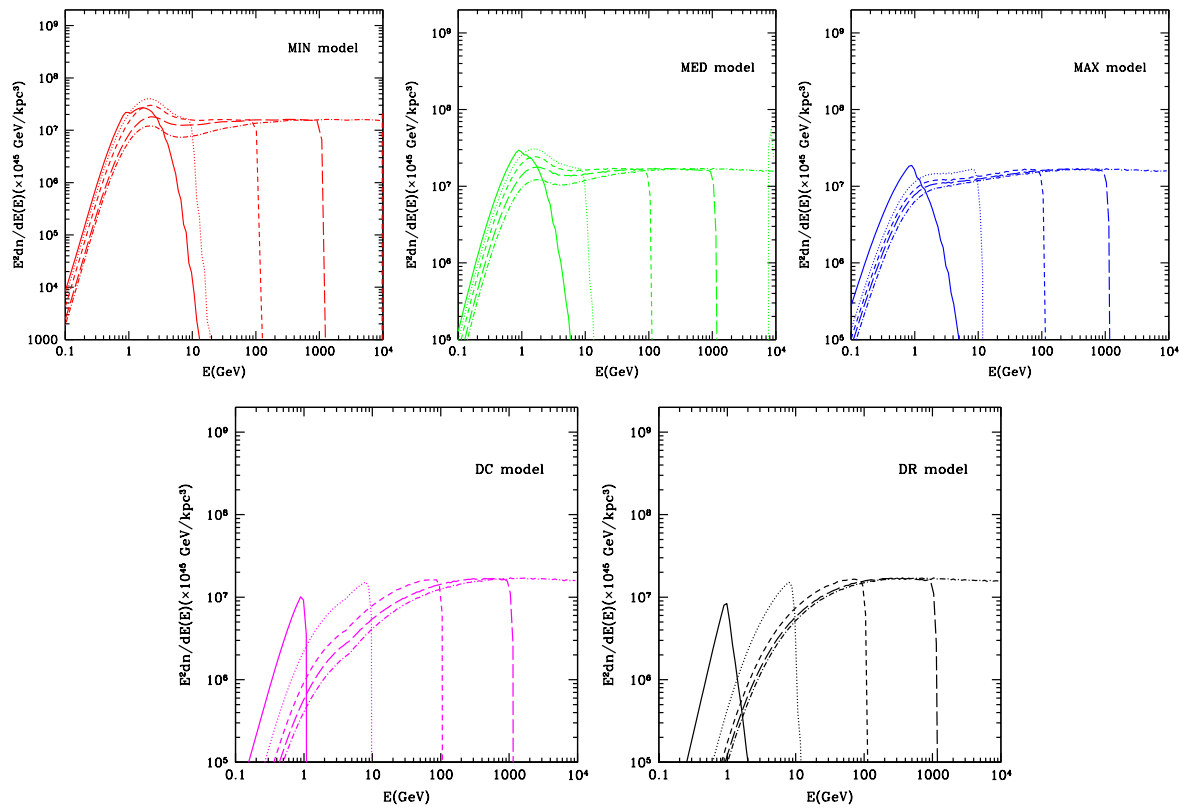 MIN model
10⁹
10⁸
10⁷
10⁶
10⁵
10⁴
1000
E²dn/dE(E)(×10⁴⁵ GeV/kpc³)
0.1 1 10 100 1000 10⁴
E(GeV)
MED model
10⁹
10⁸
10⁷
10⁶
10⁵
E²dn/dE(E)(×10⁴⁵ GeV/kpc³)
0.1 1 10 100 1000 10⁴
E(GeV)
MAX model
10⁹
10⁸
10⁷
10⁶
10⁵
E²dn/dE(E)(×10⁴⁵ GeV/kpc³)
0.1 1 10 100 1000 10⁴
E(GeV)
DC model
10⁹
10⁸
10⁷
10⁶
10⁵
E²dn/dE(E)(×10⁴⁵ GeV/kpc³)
0.1 1 10 100 1000 10⁴
E(GeV)
DR model
10⁹
10⁸
10⁷
10⁶
10⁵
E²dn/dE(E)(×10⁴⁵ GeV/kpc³)
0.1 1 10 100 1000 10⁴
E(GeV)